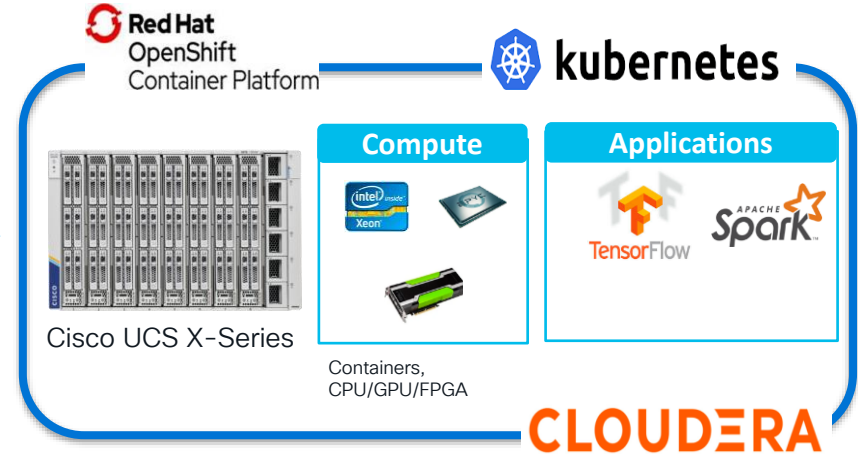 Red Hat
OpenShift
Container Platform
kubernetes
Compute
Applications
intel inside
Xeon
TensorFlow
APACHE
Spark
CISCO
Cisco UCS X-Series
Containers,
CPU/GPU/FPGA
CLOUDERA